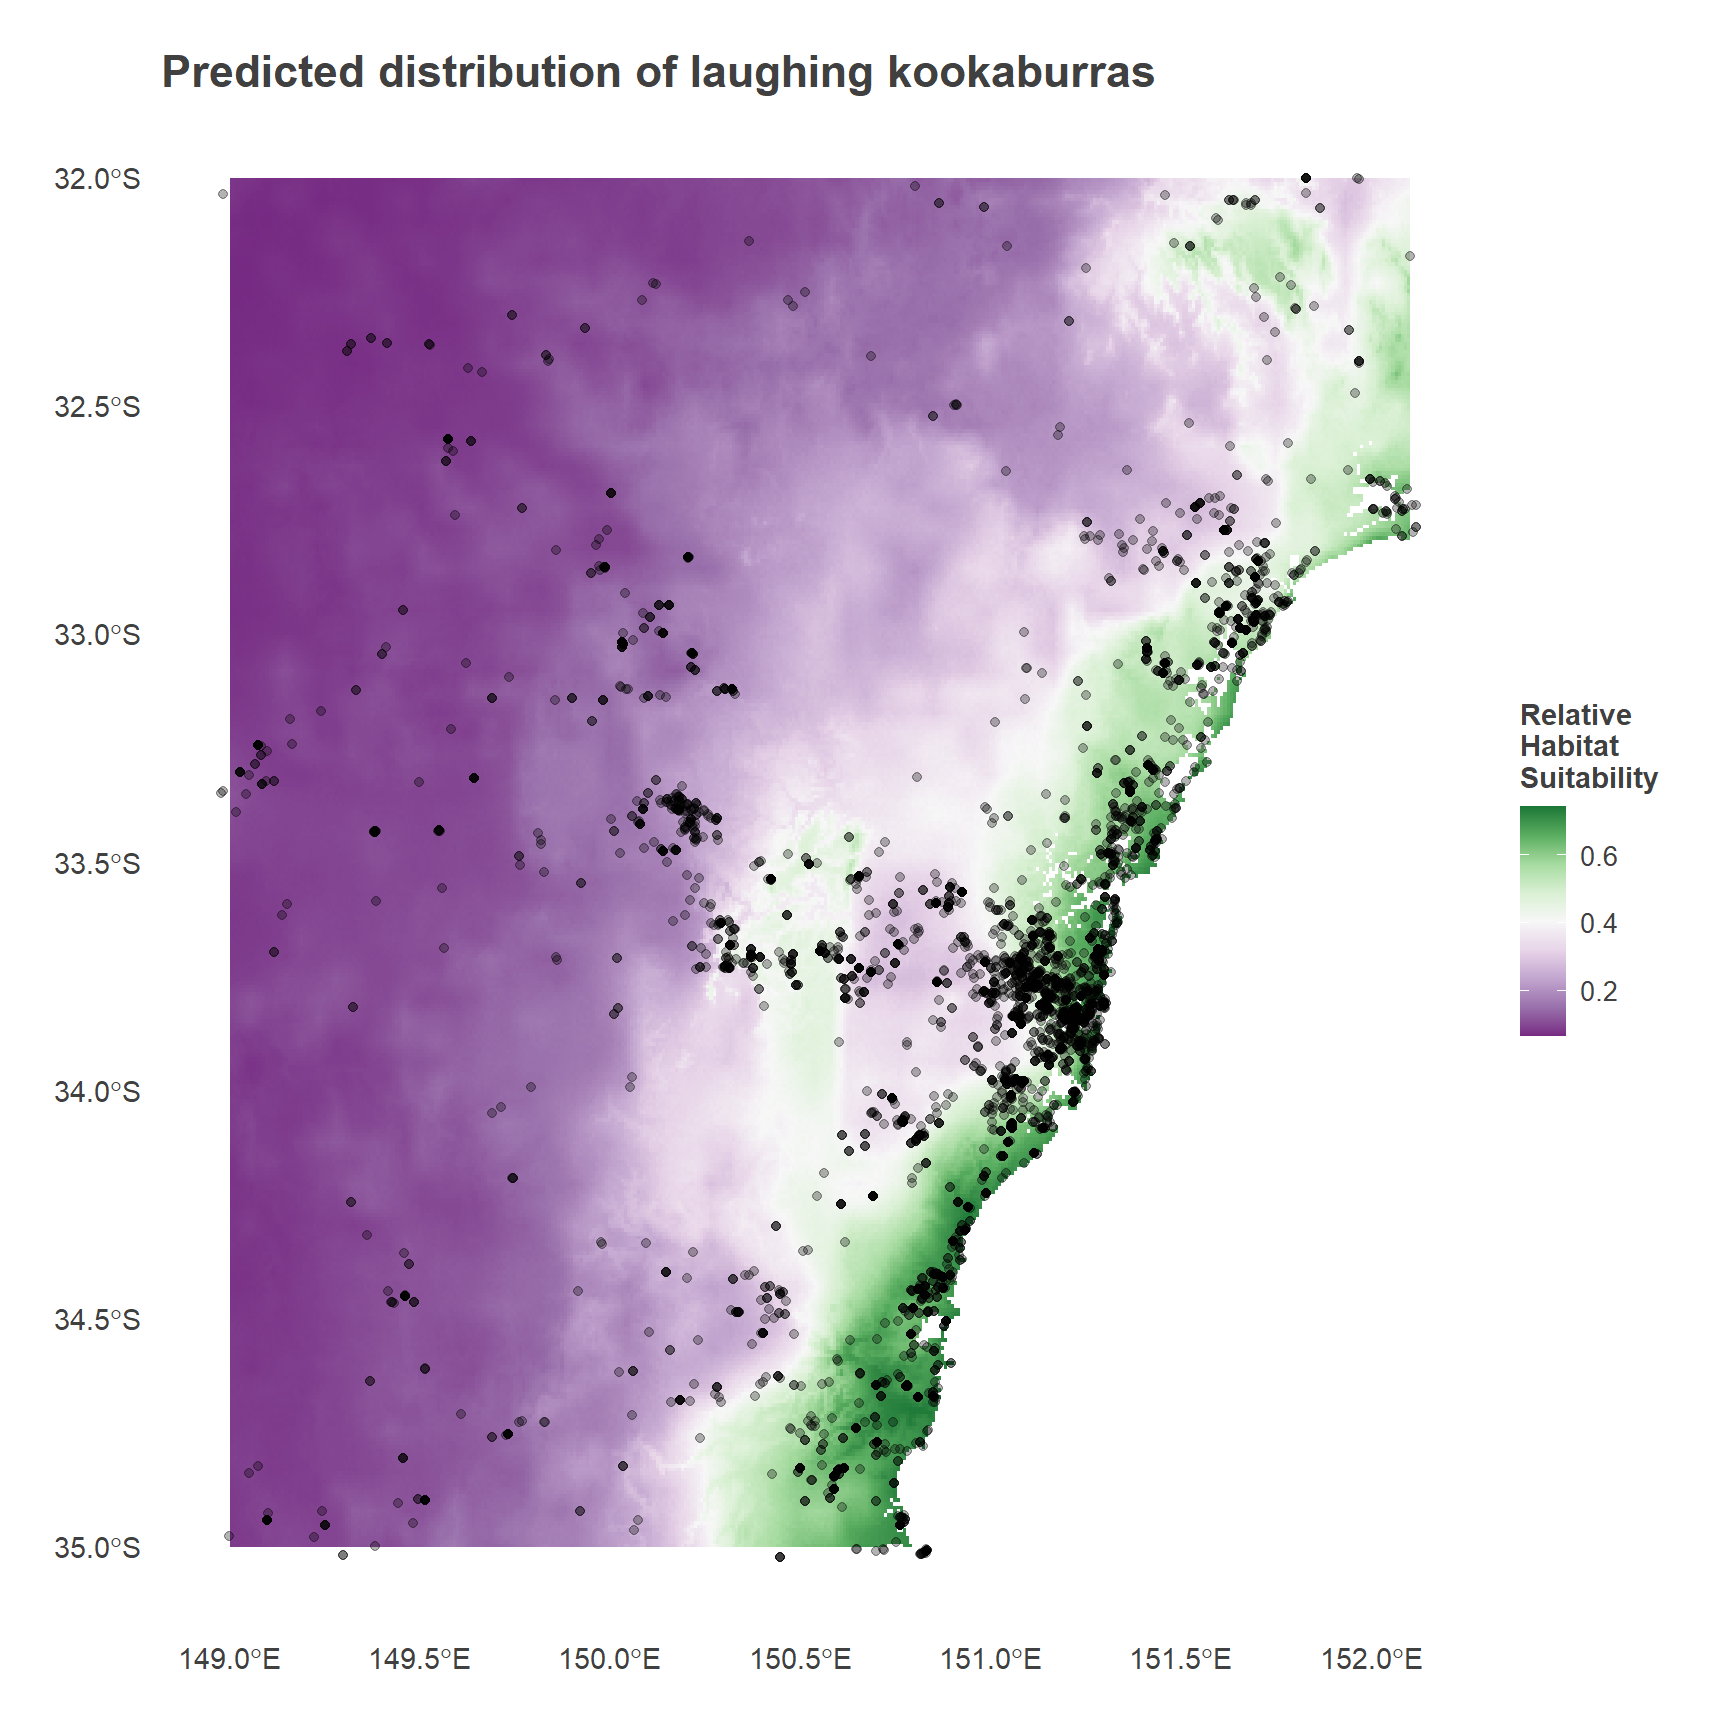 Predicted distribution of laughing kookaburras
32.0°S
32.5°S
33.0°S
33.5°S
34.0°S
34.5°S
35.0°S
149.0°E
149.5°E
150.0°E
150.5°E
151.0°E
151.5°E
152.0°E
Relative
Habitat
Suitability
0.6
0.4
0.2